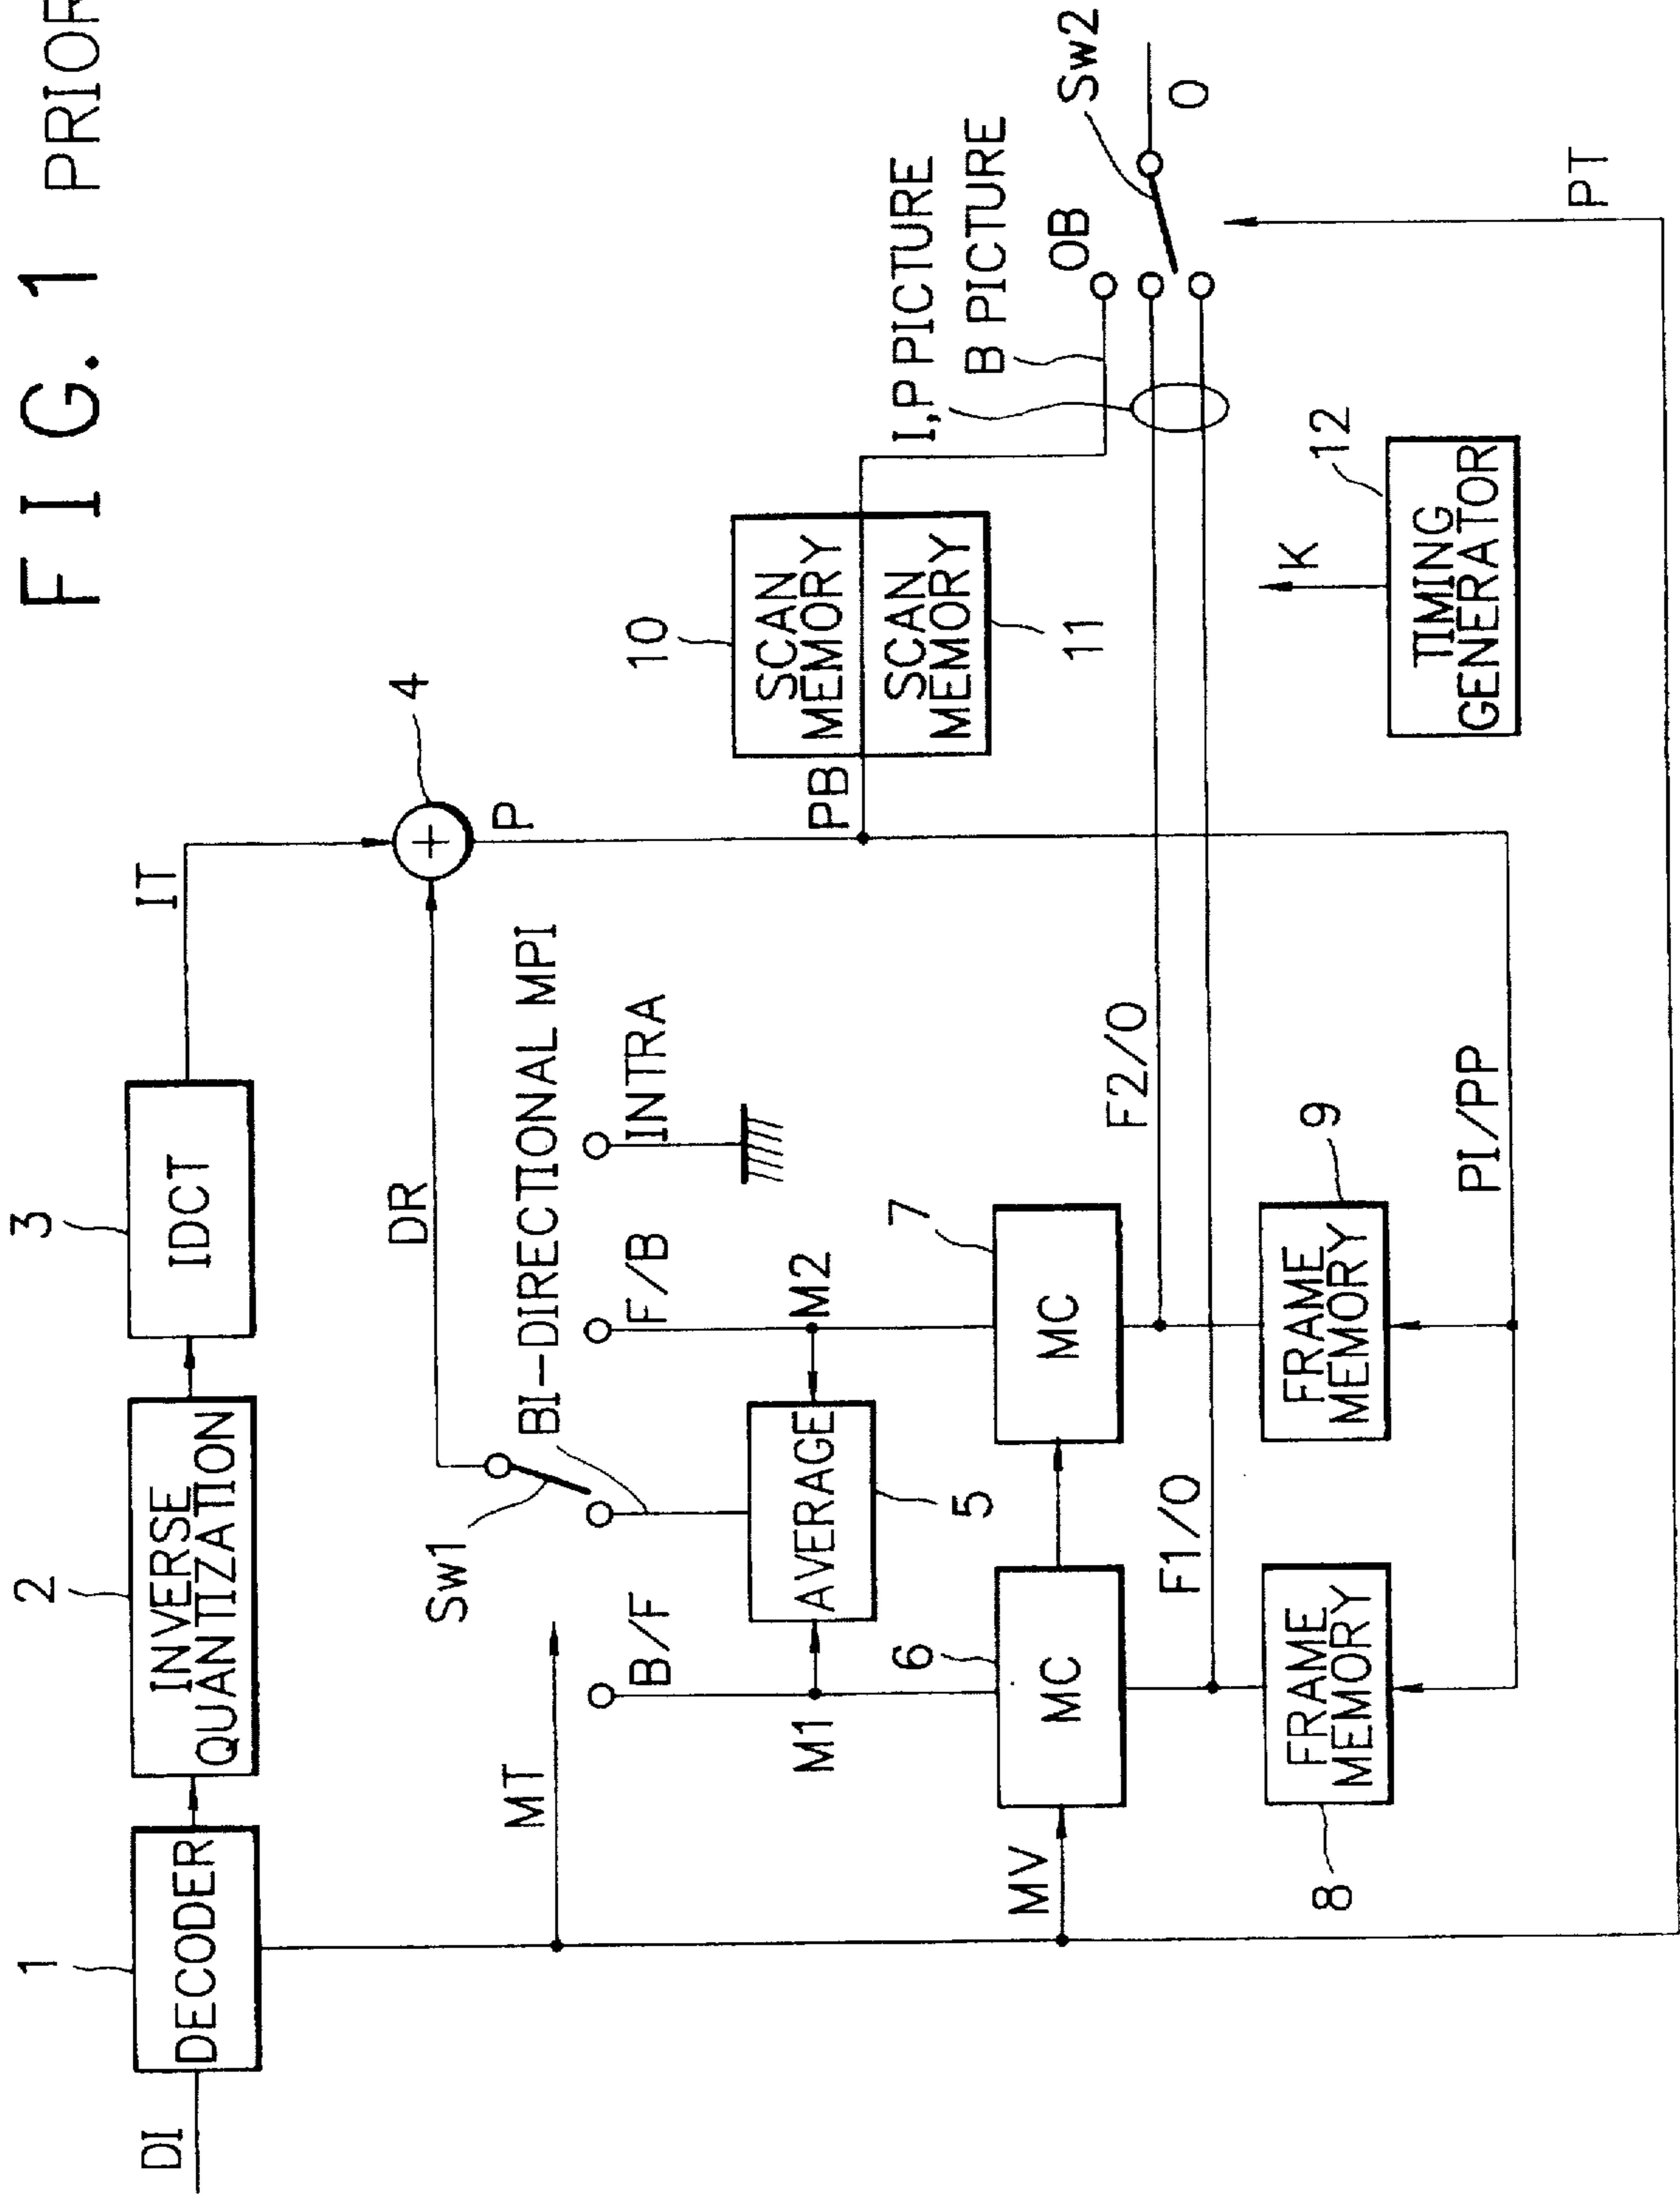 FIG. 1 PRIOR
DI
1
DECODER
2
INVERSE
QUANTIZATION
3
IDCT
IT
4
P
DR
MT
Sw1
BI-DIRECTIONAL MPI
B/F
F/B
INTRA
M1
M2
AVERAGE
5
MV
6
MC
7
MC
F1/O
F2/O
8
FRAME
MEMORY
9
FRAME
MEMORY
PI/PP
PB
10
SCAN
MEMORY
SCAN
MEMORY
11
I,P PICTURE
B PICTURE
OB
Sw2
O
K
12
TIMING
GENERATOR
PT